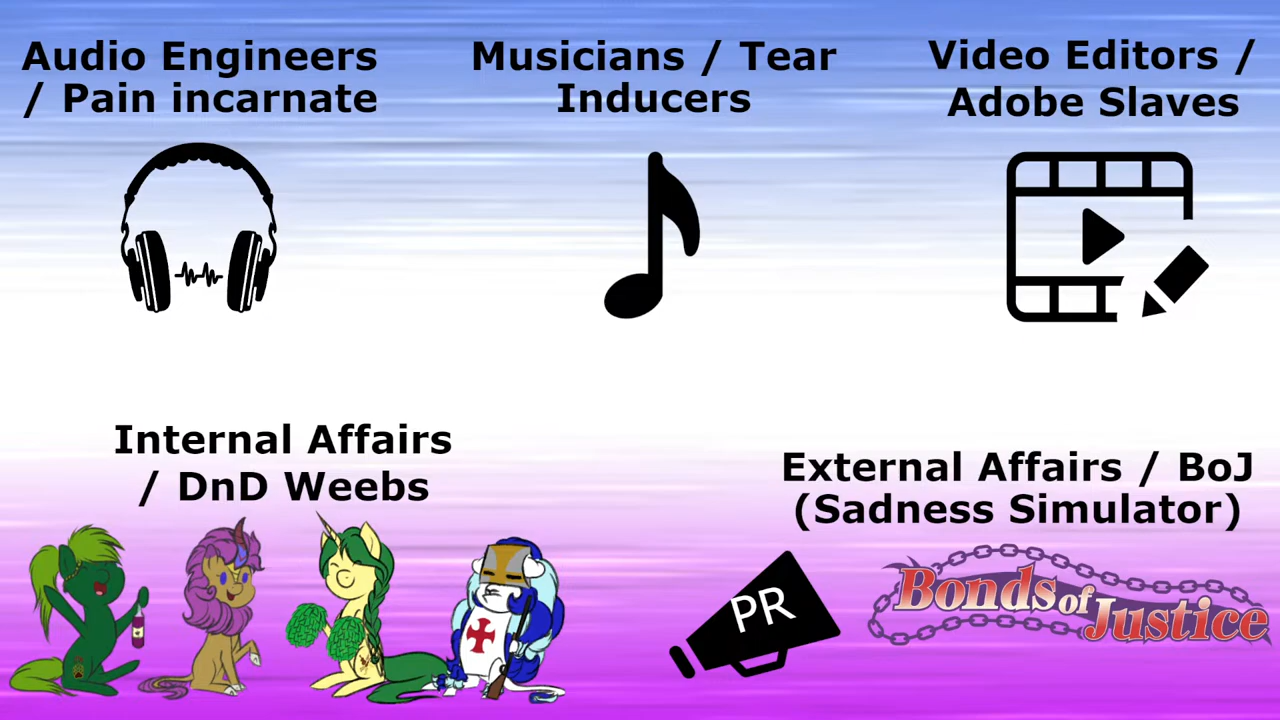 Audio Engineers
/ Pain incarnate
Musicians / Tear
Inducers
Video Editors /
Adobe Slaves
Internal Affairs
/ DnD Weebs
External Affairs / BoJ
(Sadness Simulator)
PR
Bonds of
Justice